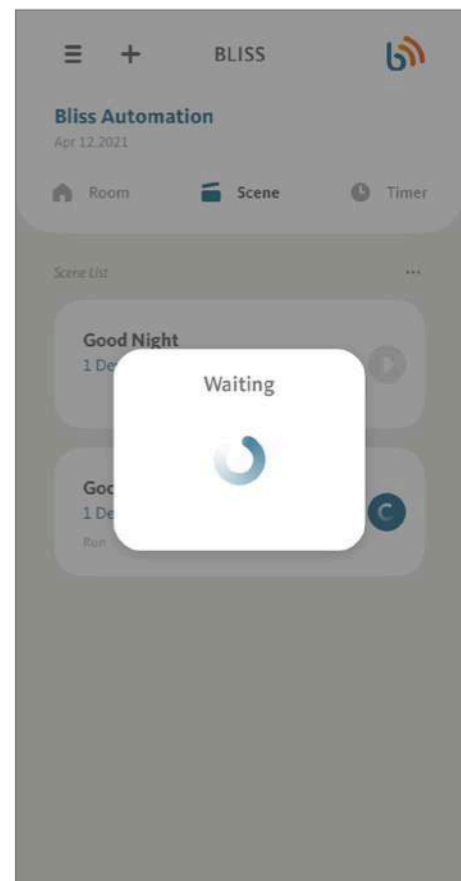 BLISS
Bliss Automation
Apr 12.2021
Room Scene Timer
Scene List ...
Good Night
1 De
Waiting
Goo
1 De
Run